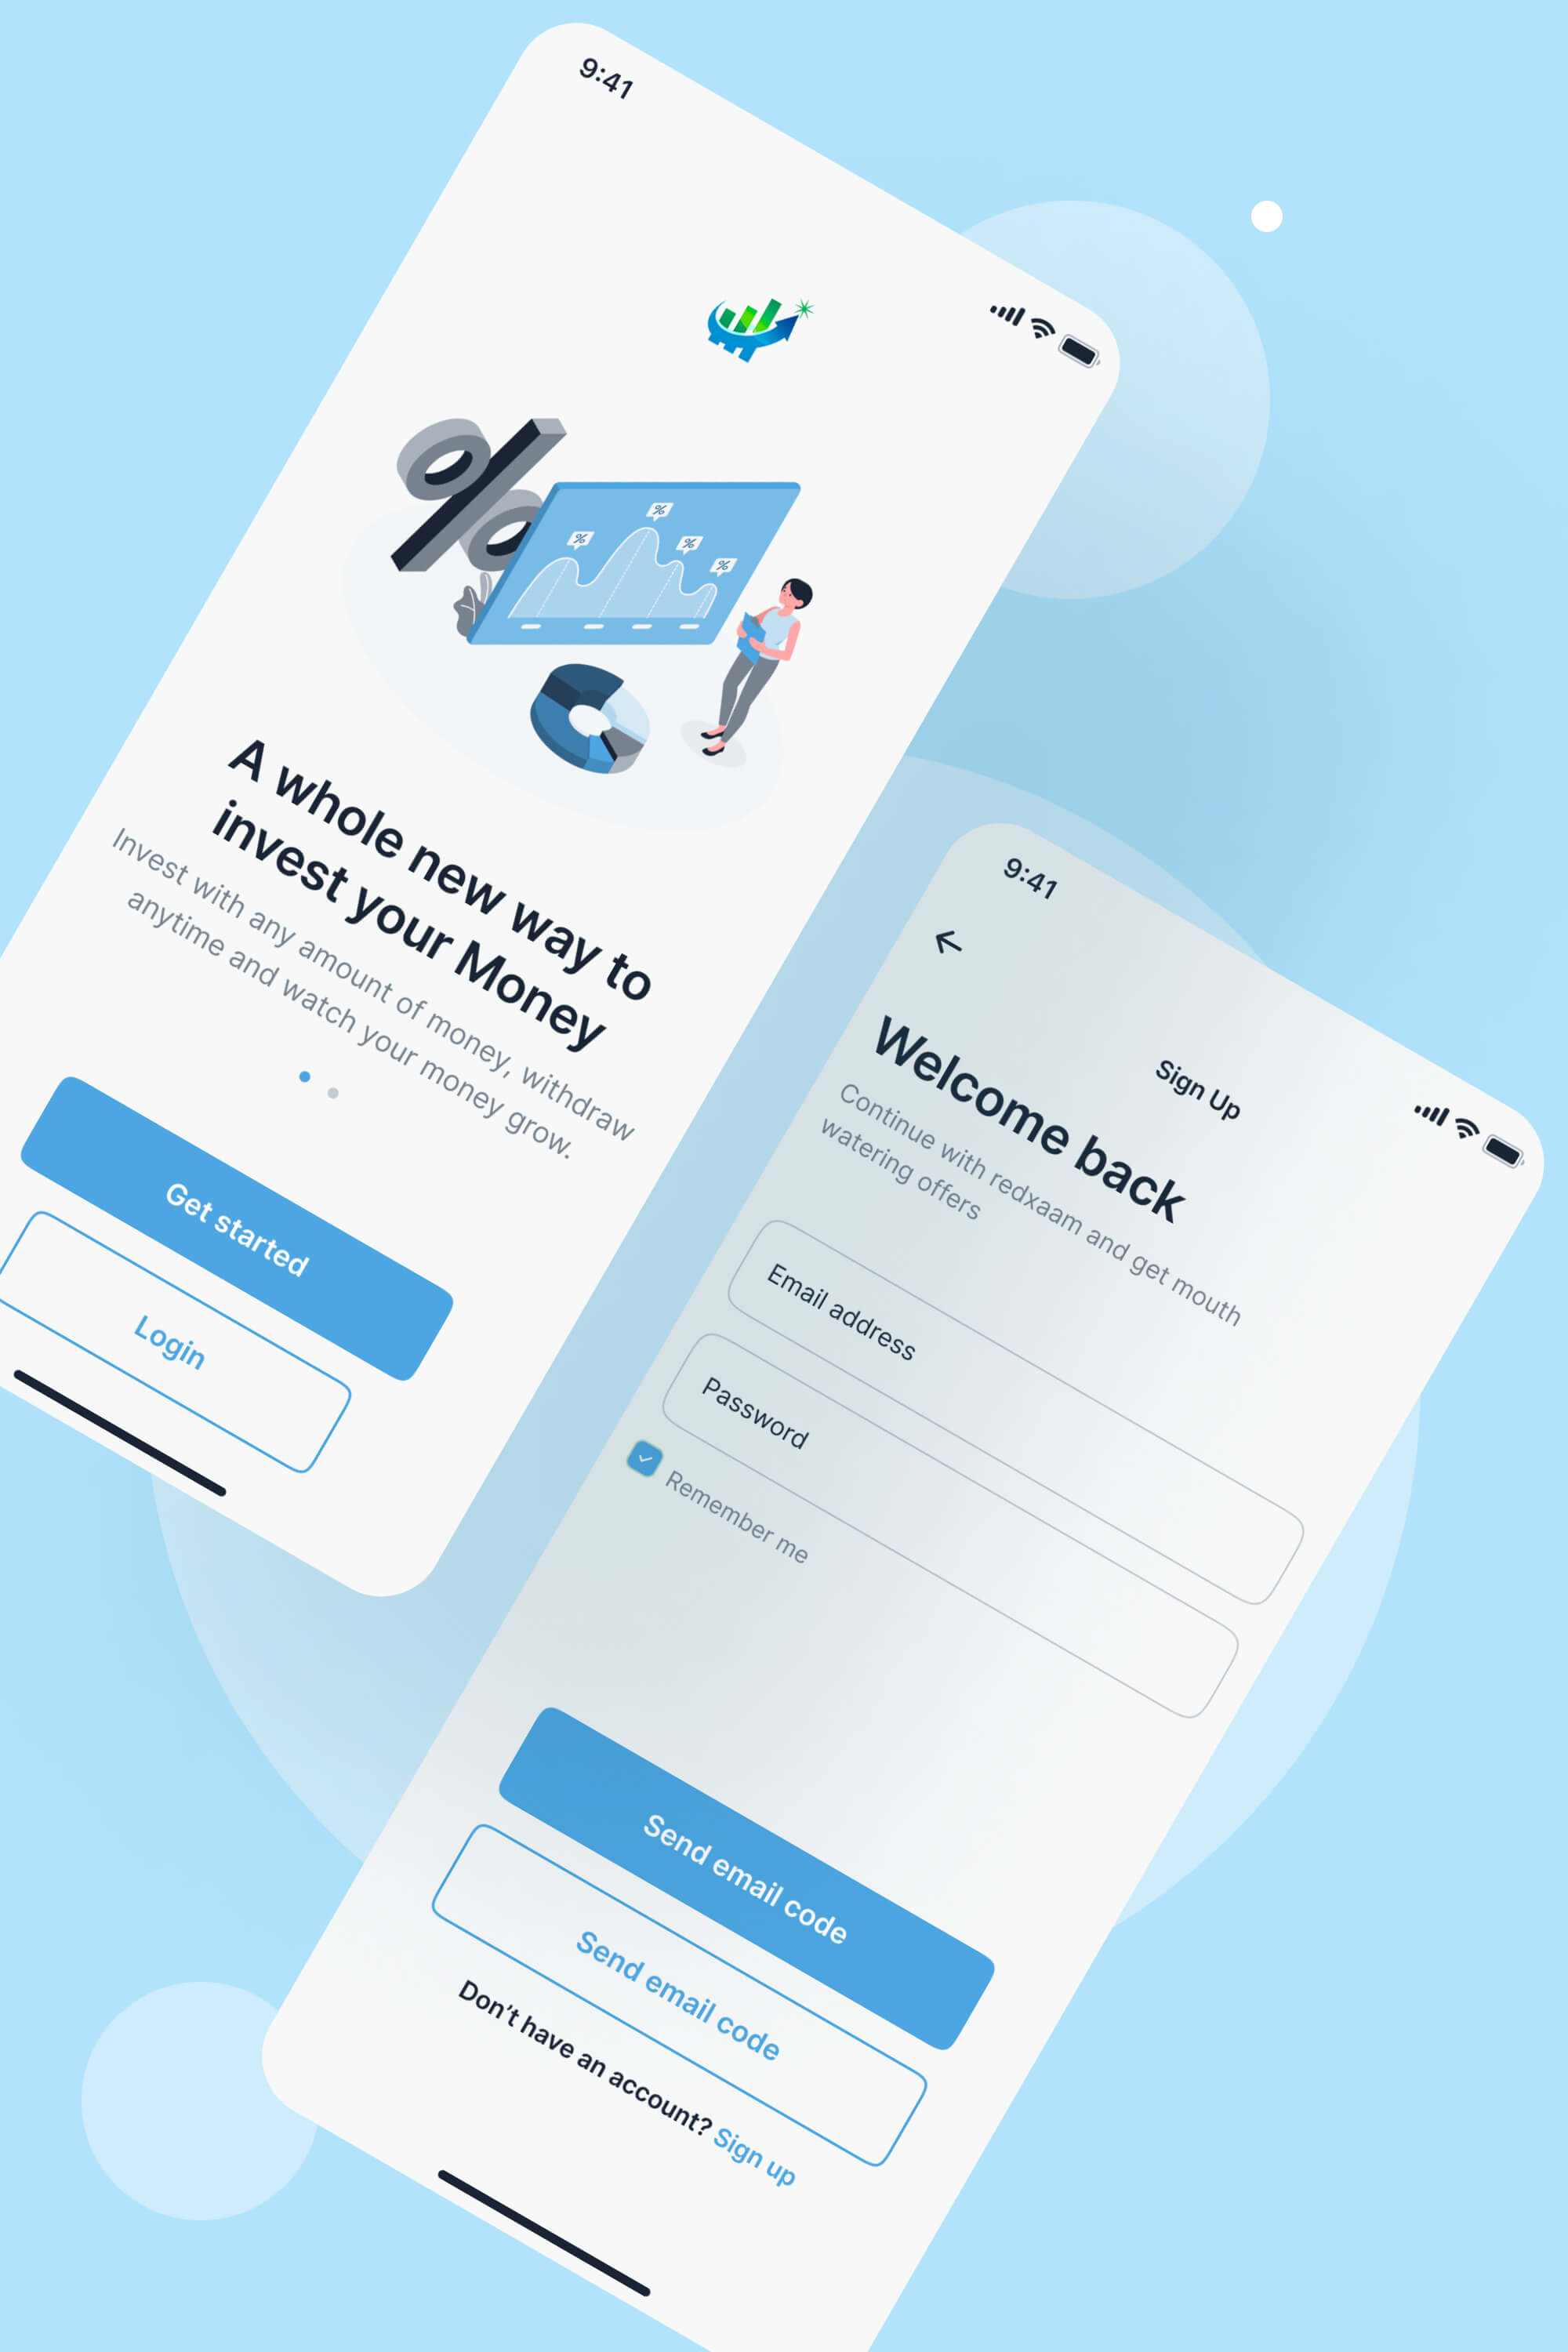 9:41
%
%
%
%
A whole new way to
invest your Money
Invest with any amount of money, withdraw
anytime and watch your money grow.
Get started
Login
9:41
Sign Up
Welcome back
Continue with redxaam and get mouth
watering offers
Email address
Password
Remember me
Send email code
Send email code
Don’t have an account? Sign up